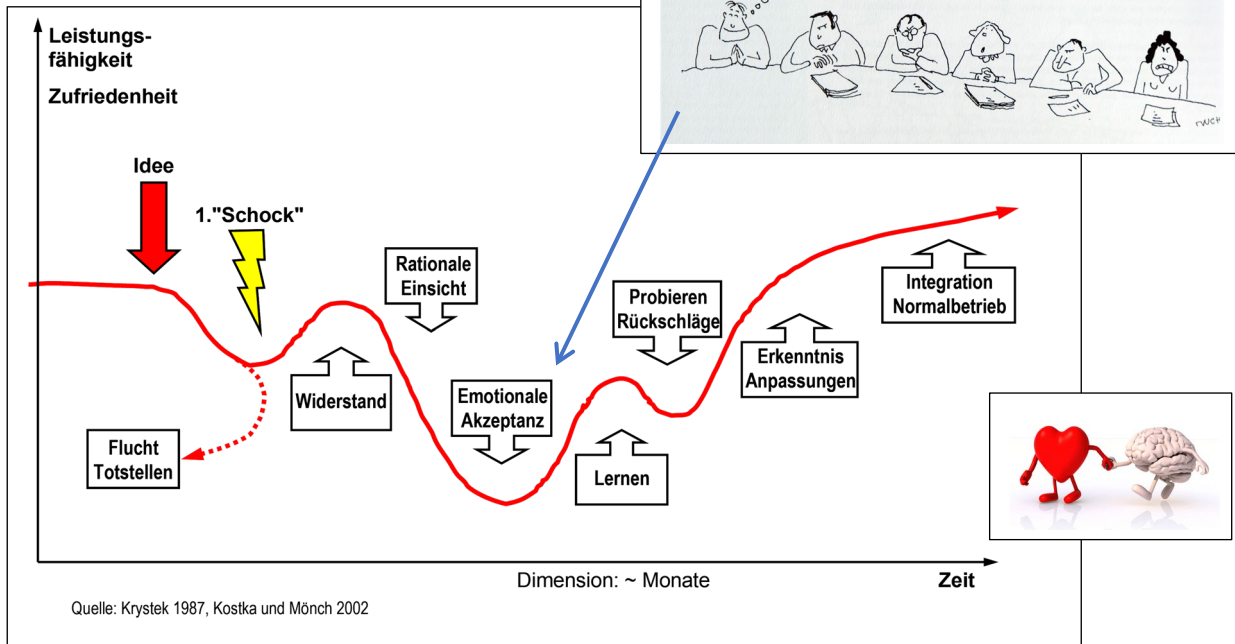 Leistungs-
fähigkeit
Zufriedenheit
Idee
1."Schock"
Rationale
Einsicht
Probieren
Rückschläge
Integration
Normalbetrieb
Erkenntnis
Anpassungen
Widerstand
Emotionale
Akzeptanz
Flucht
Totstellen
Lernen
Dimension: ~ Monate
Zeit
Quelle: Krystek 1987, Kostka und Mönch 2002